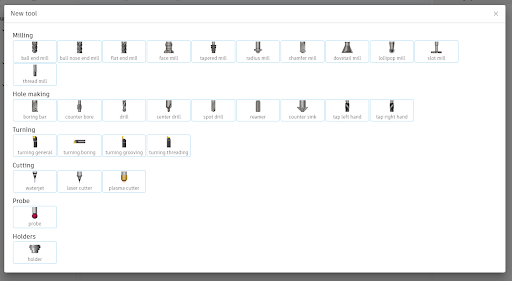 New tool
Milling
ball end mill bull nose end mill flat end mill face mill tapered mill radius mill chamfer mill dovetail mill lollipop mill slot mill
thread mill
Hole making
boring bar counter bore drill center drill spot drill reamer counter sink tap left hand tap right hand
Turning
turning general turning boring turning grooving turning threading
Cutting
waterjet laser cutter plasma cutter
Probe
probe
Holders
holder